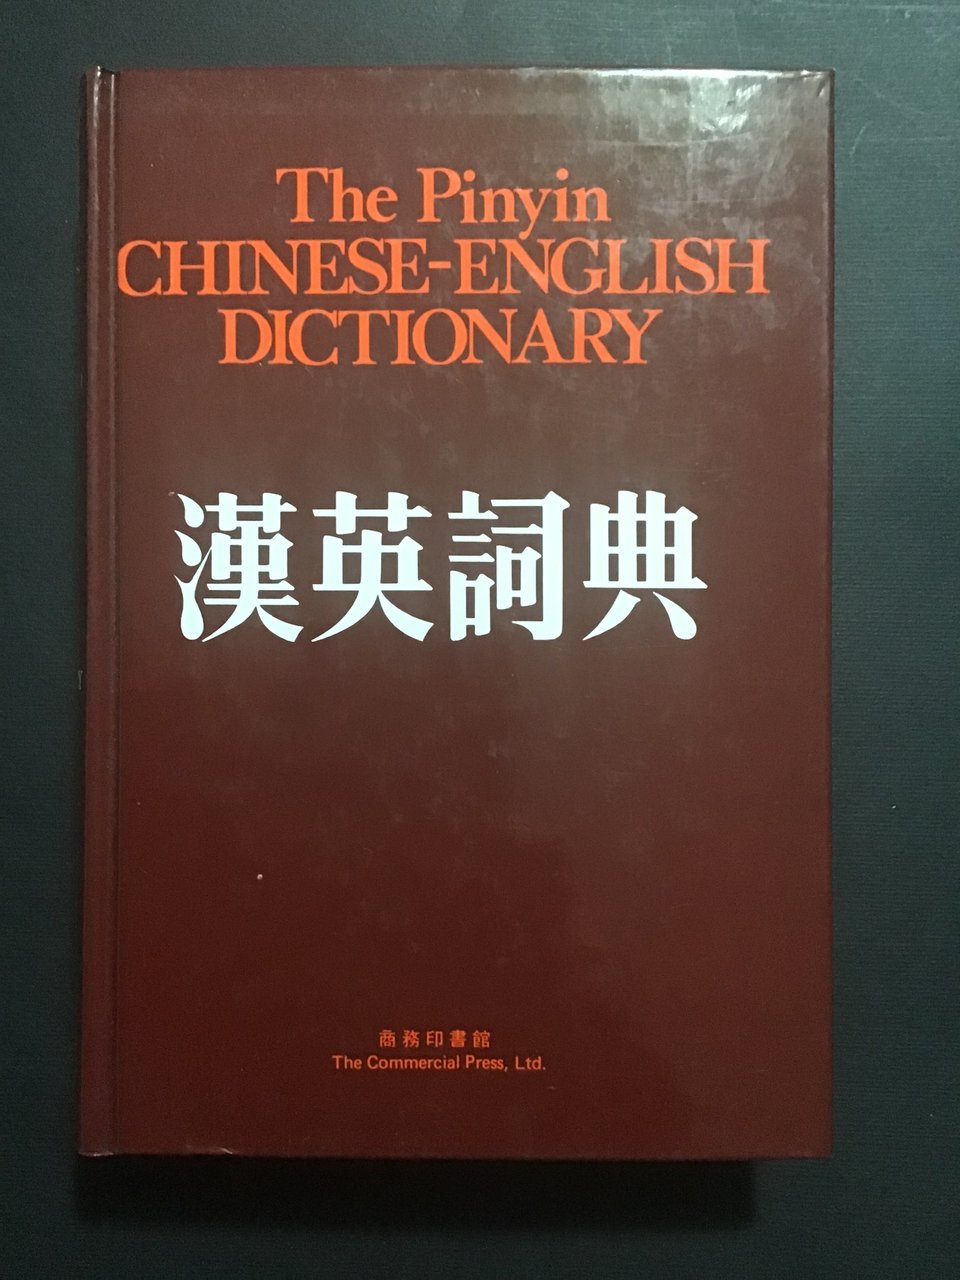 The Pinyin
CHINESE-ENGLISH
DICTIONARY
漢英詞典
商務印書館
The Commercial Press, Ltd.